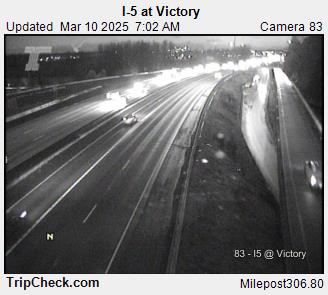 I-5 at Victory
Updated Mar 10 2025 7:02 AM Camera 83
T
N
83 - I5 @ Victory
TripCheck.com Milepost306.80